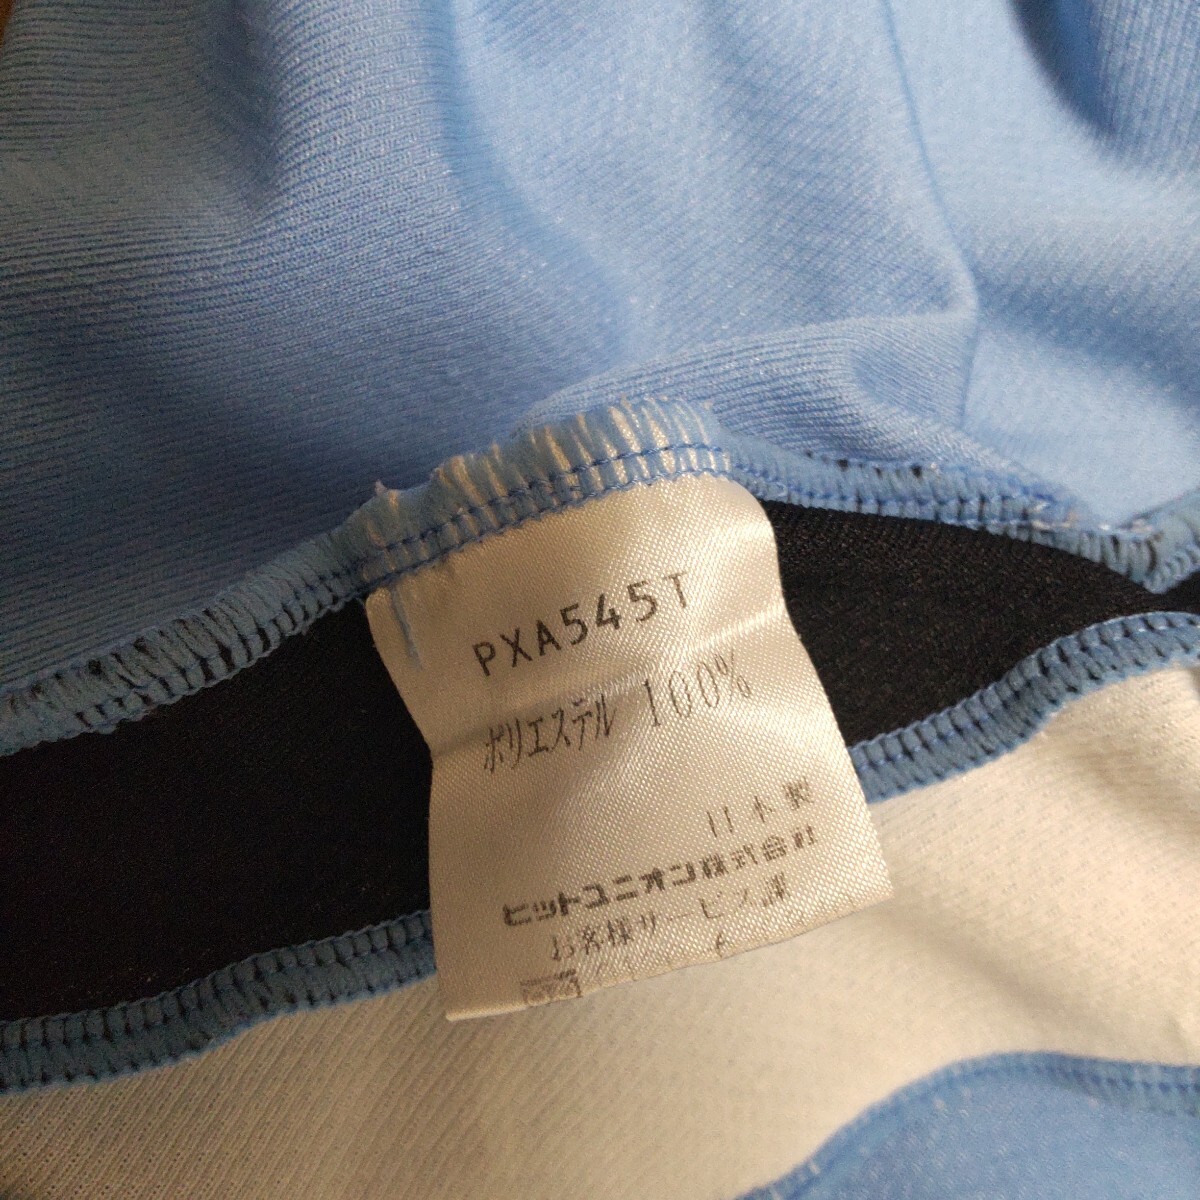 PXA545T
ポリエステル 100%
日本製
ヒットユニオン株式会社
お客様サービス課